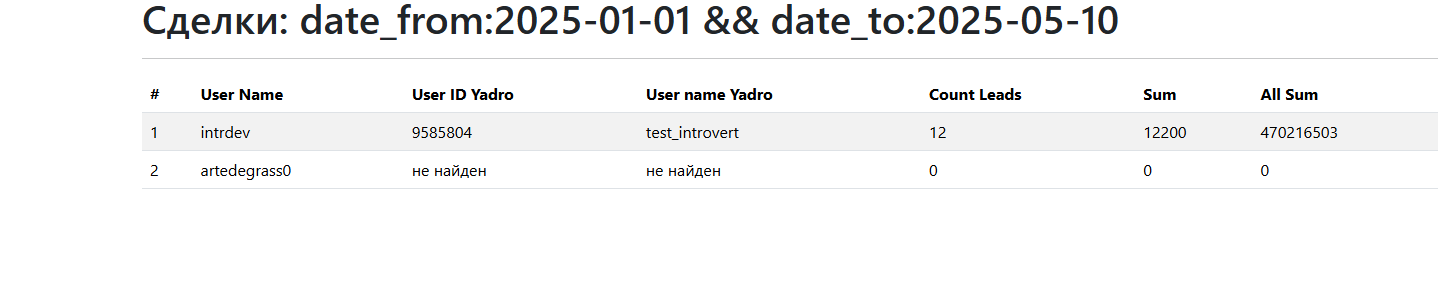 Сделки: date_from:2025-01-01 && date_to:2025-05-10
# User Name User ID Yadro User name Yadro Count Leads Sum All Sum
1 intrdev 9585804 test_introvert 12 12200 470216503
2 artedegrass0 не найден не найден 0 0 0